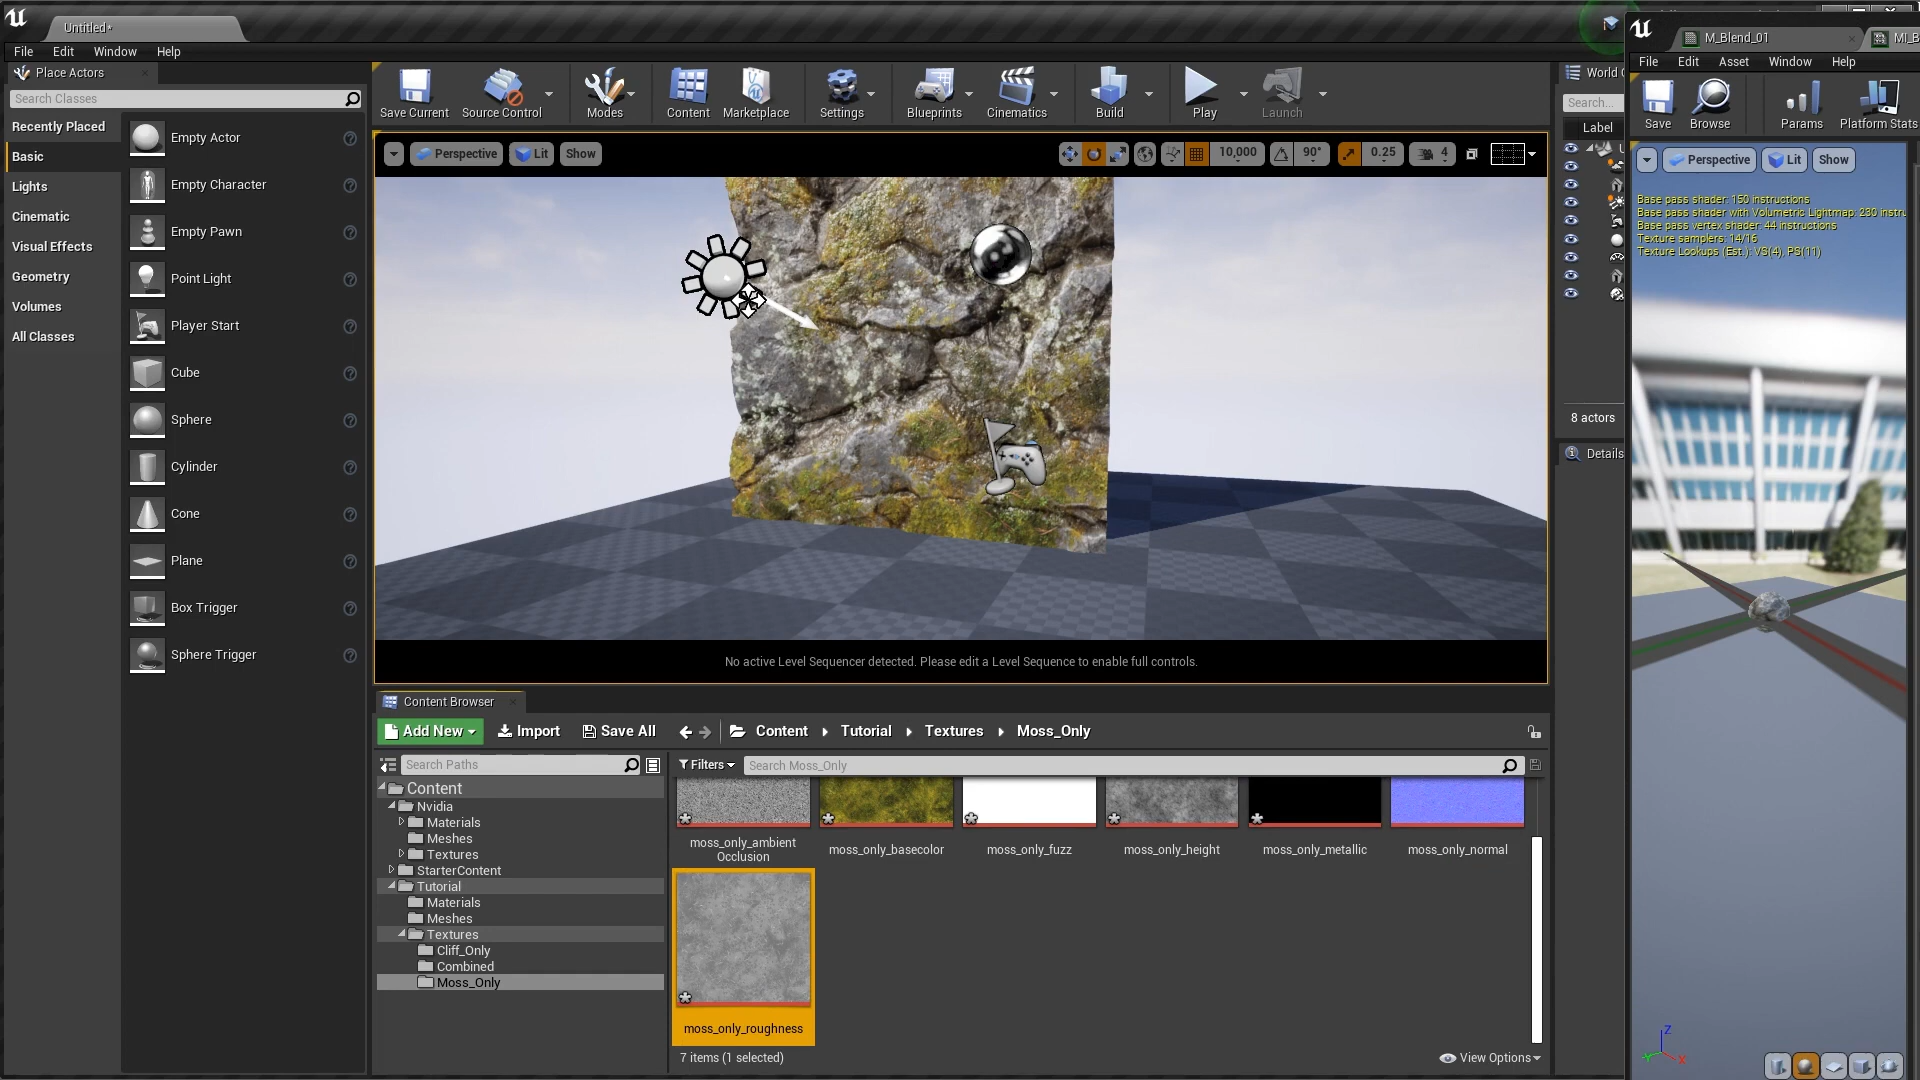 Untitled*
File Edit Window Help
Place Actors
Search Classes
Recently Placed
Basic
Lights
Cinematic
Visual Effects
Geometry
Volumes
All Classes
Empty Actor
Empty Character
Empty Pawn
Point Light
Player Start
Cube
Sphere
Cylinder
Cone
Plane
Box Trigger
Sphere Trigger
Save Current
Source Control
Modes
Content
Marketplace
Settings
Blueprints
Cinematics
Build
Play
Launch
Perspective Lit Show
10,000 90° 0.25 4
No active Level Sequencer detected. Please edit a Level Sequence to enable full controls.
Content Browser
Add New Import Save All Content Tutorial Textures Moss_Only
Search Paths
Filters Search Moss_Only
Content
Nvidia
Materials
Meshes
Textures
StarterContent
Tutorial
Materials
Meshes
Textures
Cliff_Only
Combined
Moss_Only
moss_only_ambient
Occlusion
moss_only_basecolor
moss_only_fuzz
moss_only_height
moss_only_metallic
moss_only_normal
moss_only_roughness
7 items (1 selected)
View Options
World
Search...
Label
8 actors
Details
M_Blend_01
MI_B
File Edit Asset Window Help
Save
Browse
Params
Platform Stats
Perspective Lit Show
Base pass shader: 150 instructions
Base pass shader with Volumetric Lightmap: 230 instru
Base pass vertex shader: 44 instructions
Texture samplers: 14/16
Texture Lookups (Est.): VS(4), PS(11)
Z
Y
X